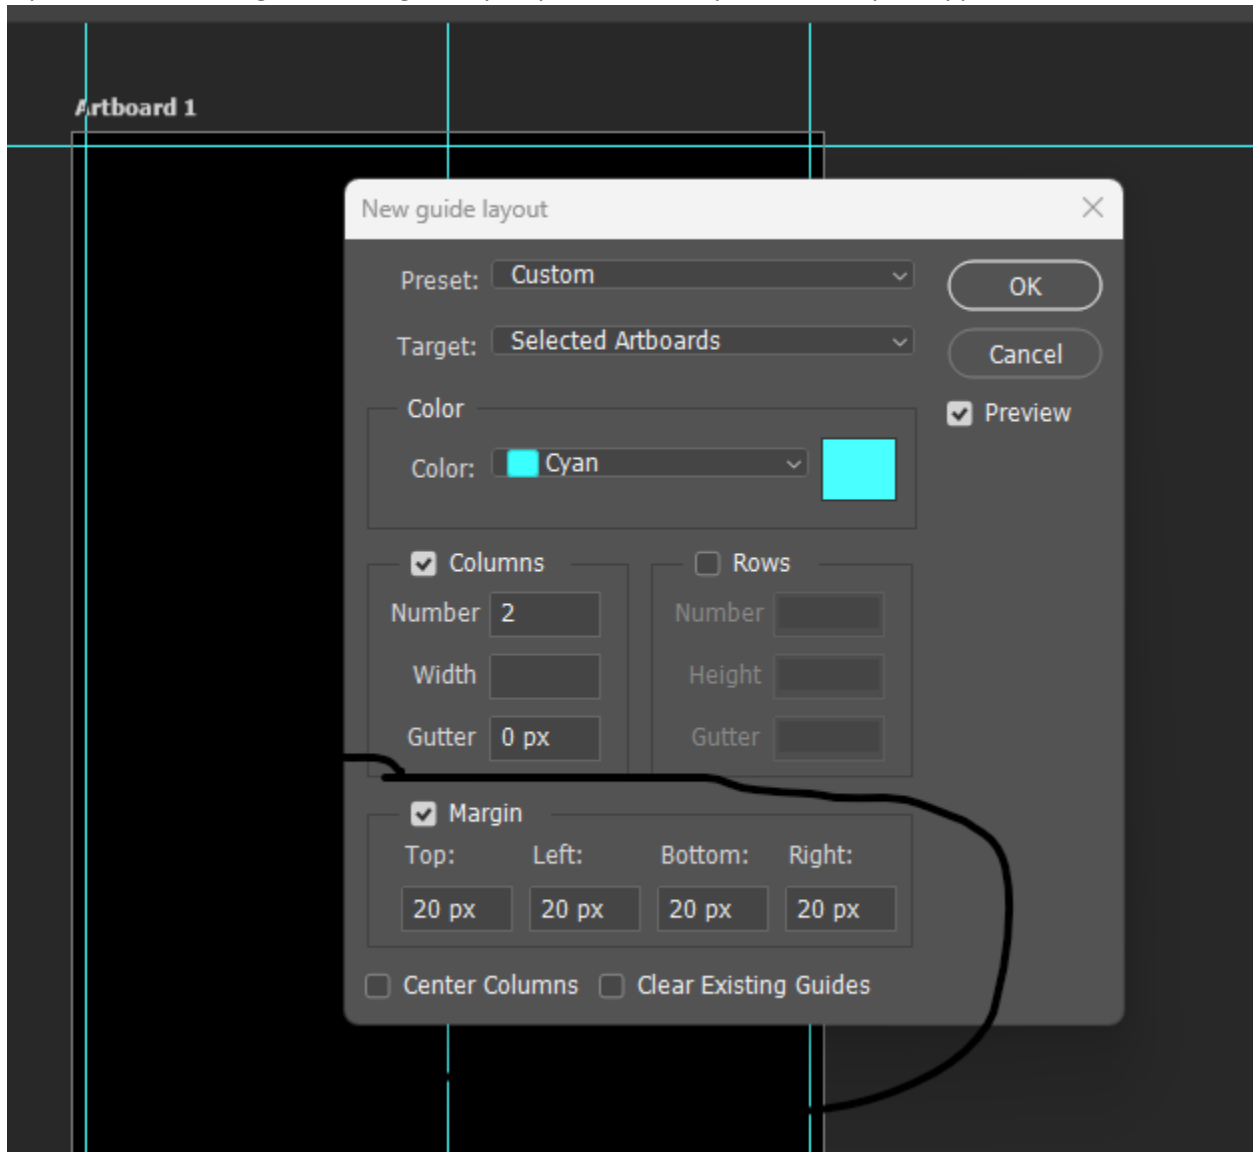 Artboard 1
New guide layout
Preset: Custom
OK
Target: Selected Artboards
Cancel
Color
Preview
Color: Cyan
Columns
Rows
Number 2
Number
Width
Height
Gutter 0 px
Gutter
Margin
Top: Left: Bottom: Right:
20 px 20 px 20 px 20 px
Center Columns Clear Existing Guides